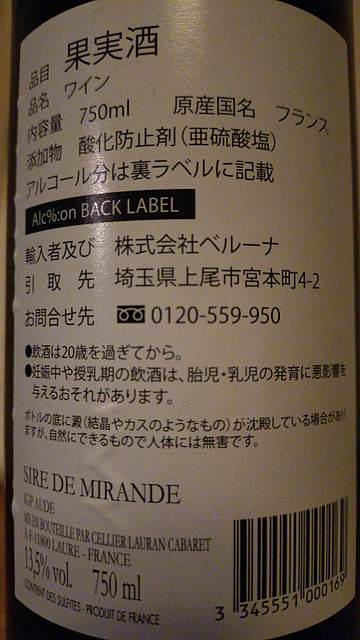 品目 果実酒
品名 ワイン
内容量 750ml 原産国名 フランス
添加物 酸化防止剤(亜硫酸塩)
アルコール分は裏ラベルに記載
Alc%:on BACK LABEL
輸入者及び 株式会社ベルーナ
引取先 埼玉県上尾市宮本町4-2
お問合せ先 0120-559-950
●飲酒は20歳を過ぎてから。
●妊娠中や授乳期の飲酒は、胎児・乳児の発育に悪影響を
与えるおそれがあります。
ボトルの底に澱(結晶やカスのようなもの)が沈殿している場合があり
ますが、自然にできるもので人体には無害です。
SIRE DE MIRANDE
IGP AUDE
MIS EN BOUTEILLE PAR CELLIER LAURAN CABARET
À F-11800 LAURE - FRANCE
13,5% vol. 750 ml
CONTENT DES SULFITES - PRODUIT DE FRANCE
3 345551 000169